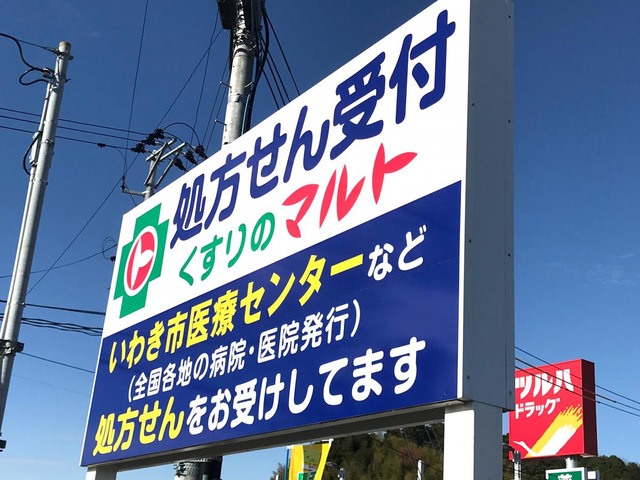 処方せん受付
ト
くすりのマルト
いわき市医療センターなど
(全国各地の病院・医院発行)
処方せんをお受けしてます
ツルハ
ドラッグ